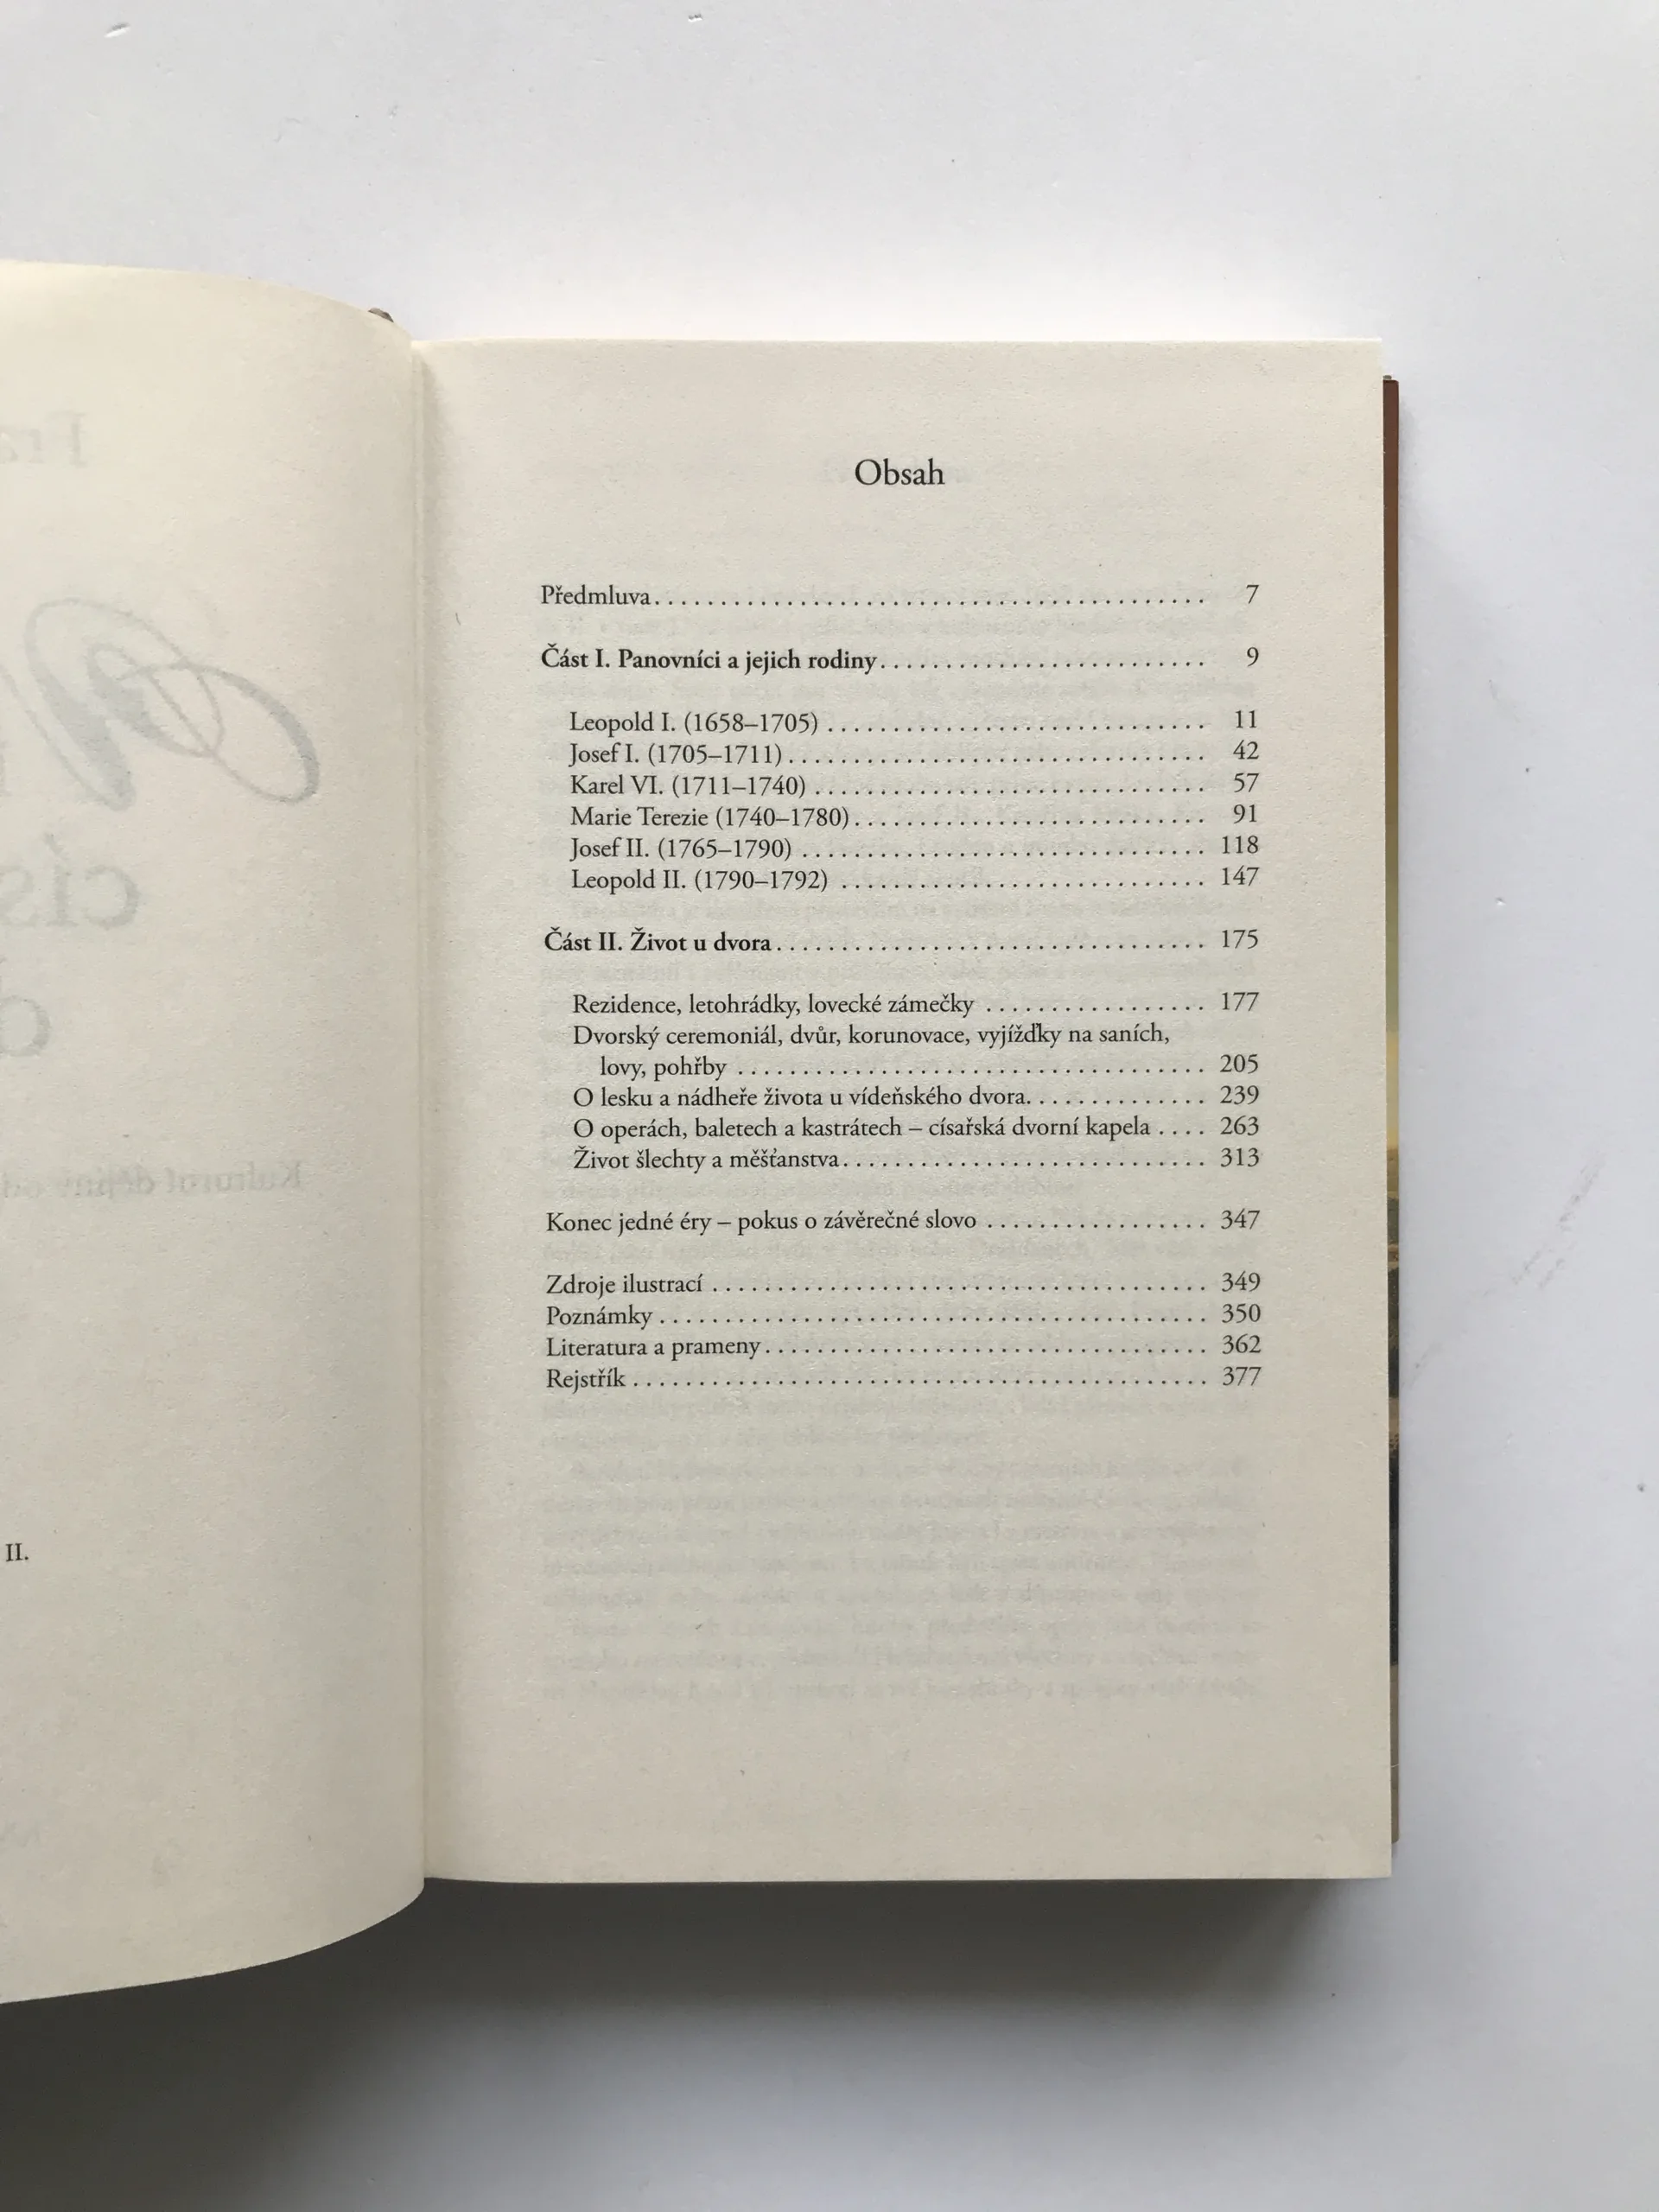 II.
Obsah
Předmluva. . . . . . . . . . . . . . . . . . . . . . . . . . . . . . . . . . . . . . . . . . 7
Část I. Panovníci a jejich rodiny. . . . . . . . . . . . . . . . . . . . . . . . . 9
Leopold I. (1658–1705) . . . . . . . . . . . . . . . . . . . . . . . . . . . . . 11
Josef I. (1705–1711) . . . . . . . . . . . . . . . . . . . . . . . . . . . . . . . . 42
Karel VI. (1711–1740) . . . . . . . . . . . . . . . . . . . . . . . . . . . . . . 57
Marie Terezie (1740–1780) . . . . . . . . . . . . . . . . . . . . . . . . . . . 91
Josef II. (1765–1790) . . . . . . . . . . . . . . . . . . . . . . . . . . . . . . . 118
Leopold II. (1790–1792) . . . . . . . . . . . . . . . . . . . . . . . . . . . . 147
Část II. Život u dvora . . . . . . . . . . . . . . . . . . . . . . . . . . . . . . . . . 175
Rezidence, letohrádky, lovecké zámečky . . . . . . . . . . . . . . . . . 177
Dvorský ceremoniál, dvůr, korunovace, vyjížďky na saních,
lovy, pohřby . . . . . . . . . . . . . . . . . . . . . . . . . . . . . . . . . . . . 205
O lesku a nádheře života u vídeňského dvora. . . . . . . . . . . . . . 239
O operách, baletech a kastrátech – císařská dvorní kapela . . . . 263
Život šlechty a měšťanstva . . . . . . . . . . . . . . . . . . . . . . . . . . . . 313
Konec jedné éry – pokus o závěrečné slovo . . . . . . . . . . . . . . . . . 347
Zdroje ilustrací . . . . . . . . . . . . . . . . . . . . . . . . . . . . . . . . . . . . . . 349
Poznámky . . . . . . . . . . . . . . . . . . . . . . . . . . . . . . . . . . . . . . . . . . 350
Literatura a prameny . . . . . . . . . . . . . . . . . . . . . . . . . . . . . . . . . . 362
Rejstřík . . . . . . . . . . . . . . . . . . . . . . . . . . . . . . . . . . . . . . . . . . . . 377